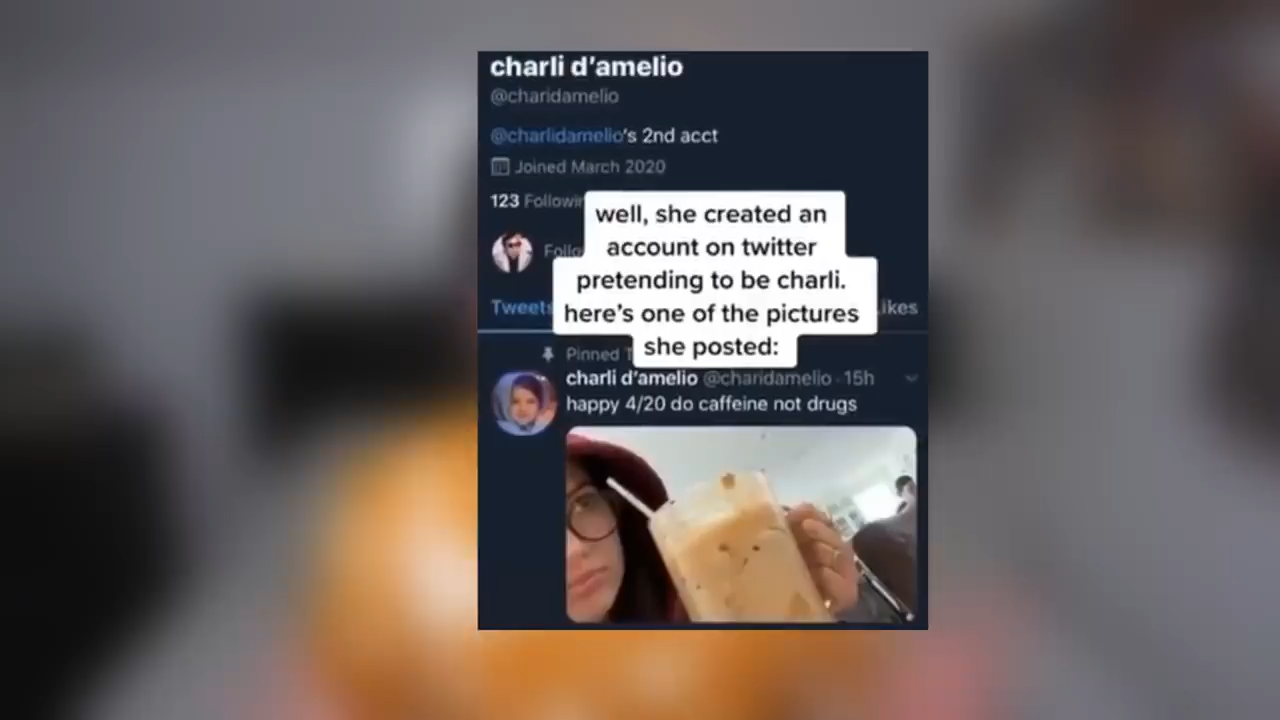 charli d'amelio
@charidamelio
@charlidamelio's 2nd acct
Joined March 2020
123
well, she created an
account on twitter
pretending to be charli.
here's one of the pictures
she posted:
Tweets
Pinned
charli d'amelio @charidamelio · 15h
happy 4/20 do caffeine not drugs